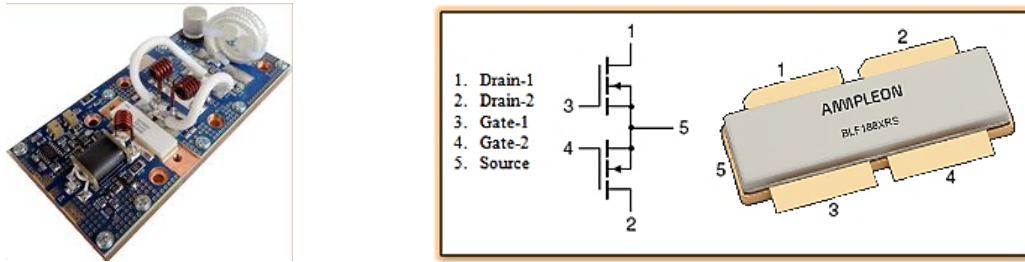 1. Drain-1
2. Drain-2
3. Gate-1
4. Gate-2
5. Source
1
3
5
4
2
1
2
AMPLEON
BLF188XRS
5
3
4